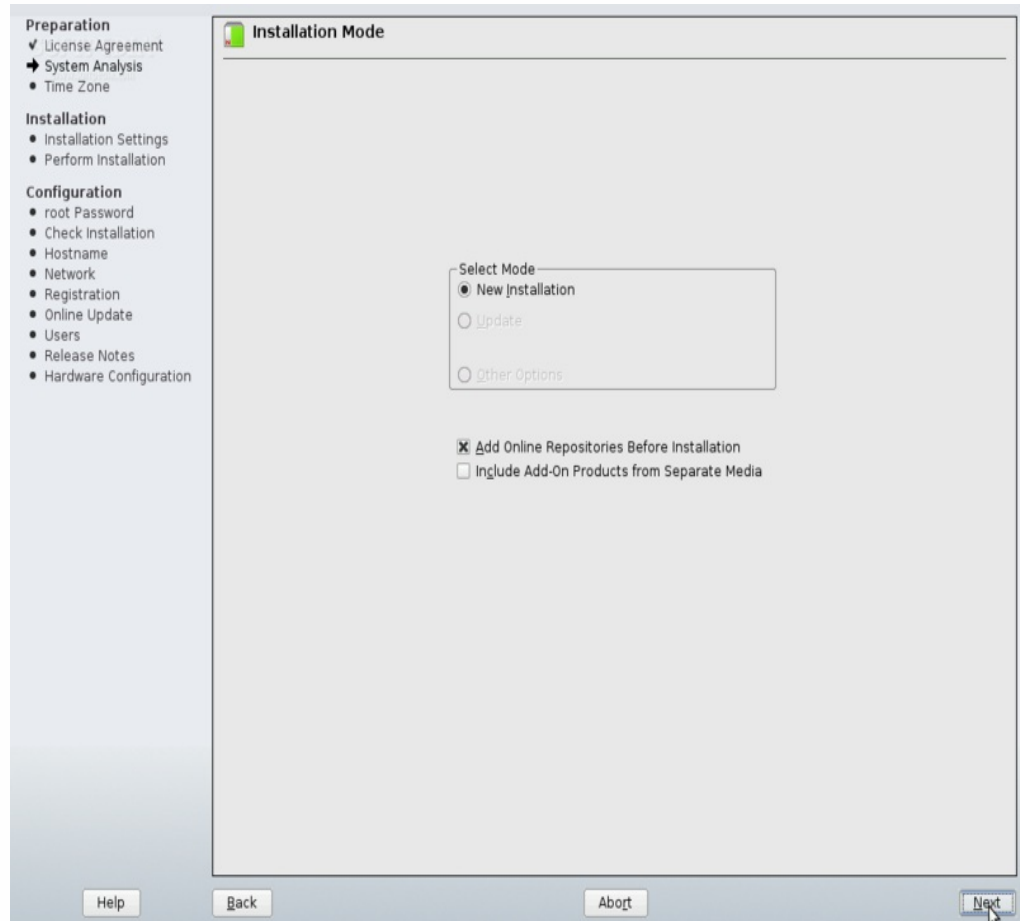 Preparation
License Agreement
System Analysis
Time Zone
Installation
Installation Settings
Perform Installation
Configuration
root Password
Check Installation
Hostname
Network
Registration
Online Update
Users
Release Notes
Hardware Configuration
Installation Mode
Select Mode
New Installation
Update
Other Options
Add Online Repositories Before Installation
Include Add-On Products from Separate Media
Help
Back
Abort
Next